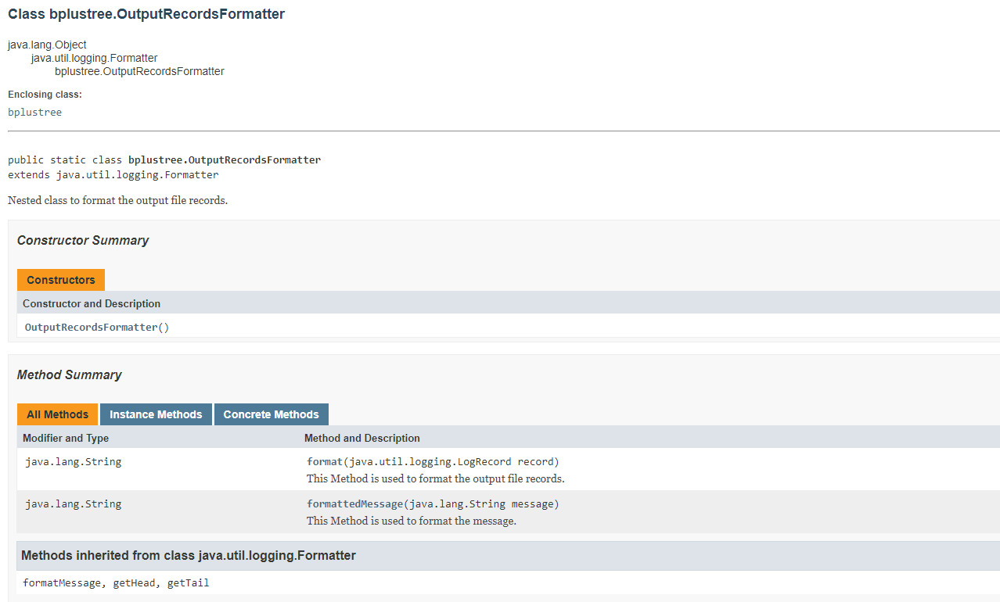 Class bplustree.OutputRecordsFormatter
java.lang.Object
java.util.logging.Formatter
bplustree.OutputRecordsFormatter
Enclosing class:
bplustree
public static class bplustree.OutputRecordsFormatter
extends java.util.logging.Formatter
Nested class to format the output file records.
Constructor Summary
Constructors
Constructor and Description
OutputRecordsFormatter()
Method Summary
All Methods Instance Methods Concrete Methods
Modifier and Type Method and Description
java.lang.String format(java.util.logging.LogRecord record)
This Method is used to format the output file records.
java.lang.String formattedMessage(java.lang.String message)
This Method is used to format the message.
Methods inherited from class java.util.logging.Formatter
formatMessage, getHead, getTail